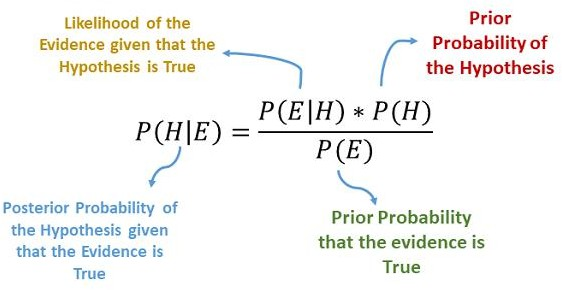 Likelihood of the
Evidence given that the
Hypothesis is True
Prior
Probability of
the Hypothesis
P(H|E) = P(E|H) * P(H)
P(E)
Posterior Probability of
the Hypothesis given
that the Evidence is
True
Prior Probability
that the evidence is
True